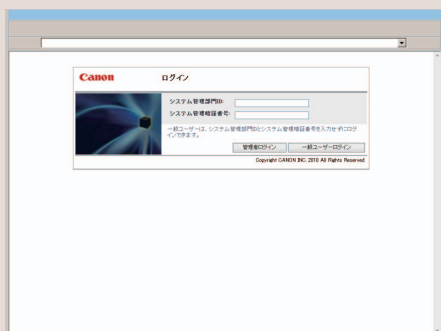 Canon
ログイン
システム管理部門ID:
システム管理暗証番号:
一般ユーザーは、システム管理部門IDとシステム管理暗証番号を入力せずにログ
インできます。
管理者ログイン
一般ユーザーログイン
Copyright CANON INC. 2010 All Rights Reserved